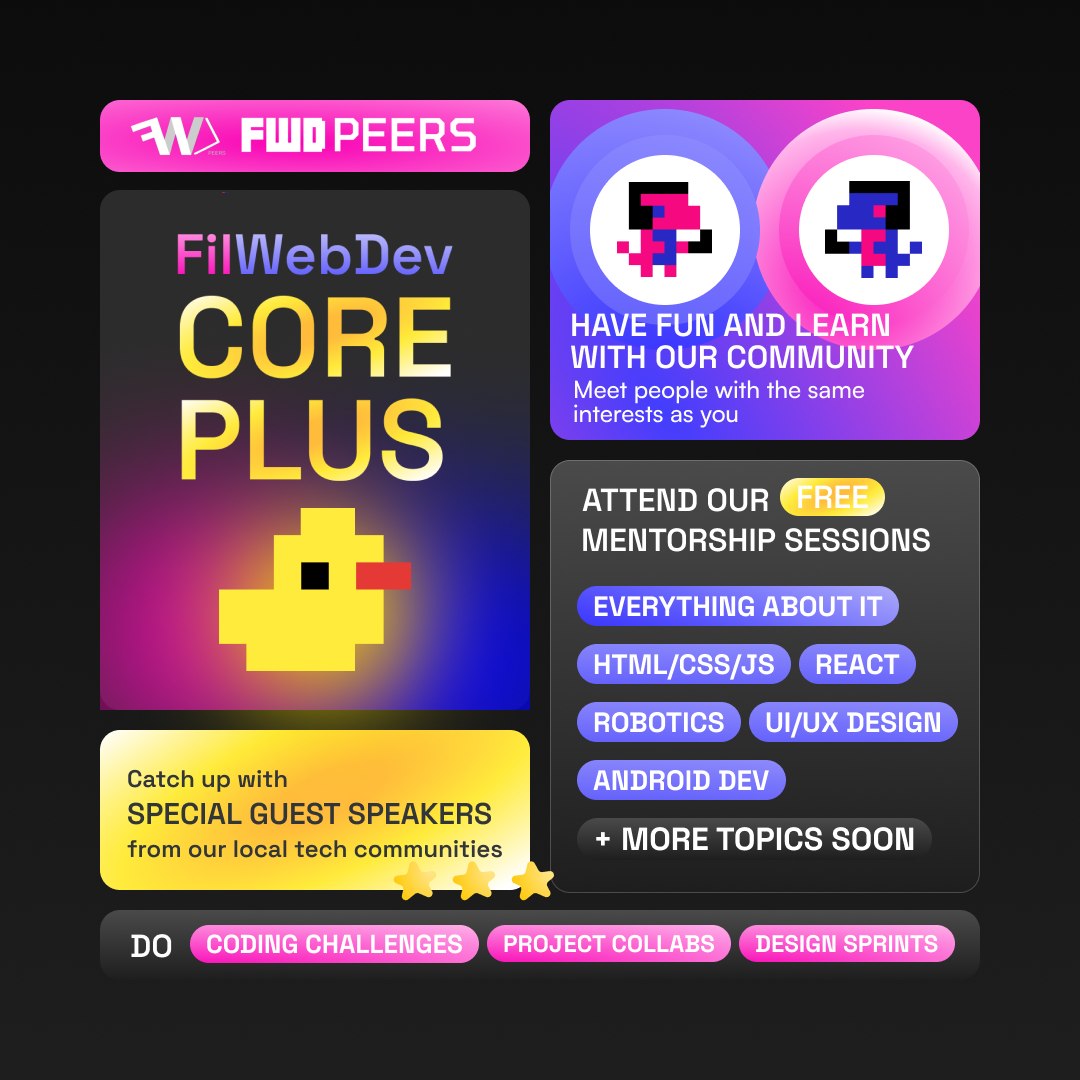 FW PEERS
FWD PEERS
FilWebDev
CORE
PLUS
Catch up with
SPECIAL GUEST SPEAKERS
from our local tech communities
HAVE FUN AND LEARN
WITH OUR COMMUNITY
Meet people with the same
interests as you
ATTEND OUR FREE
MENTORSHIP SESSIONS
EVERYTHING ABOUT IT
HTML/CSS/JS REACT
ROBOTICS UI/UX DESIGN
ANDROID DEV
+ MORE TOPICS SOON
DO CODING CHALLENGES PROJECT COLLABS DESIGN SPRINTS